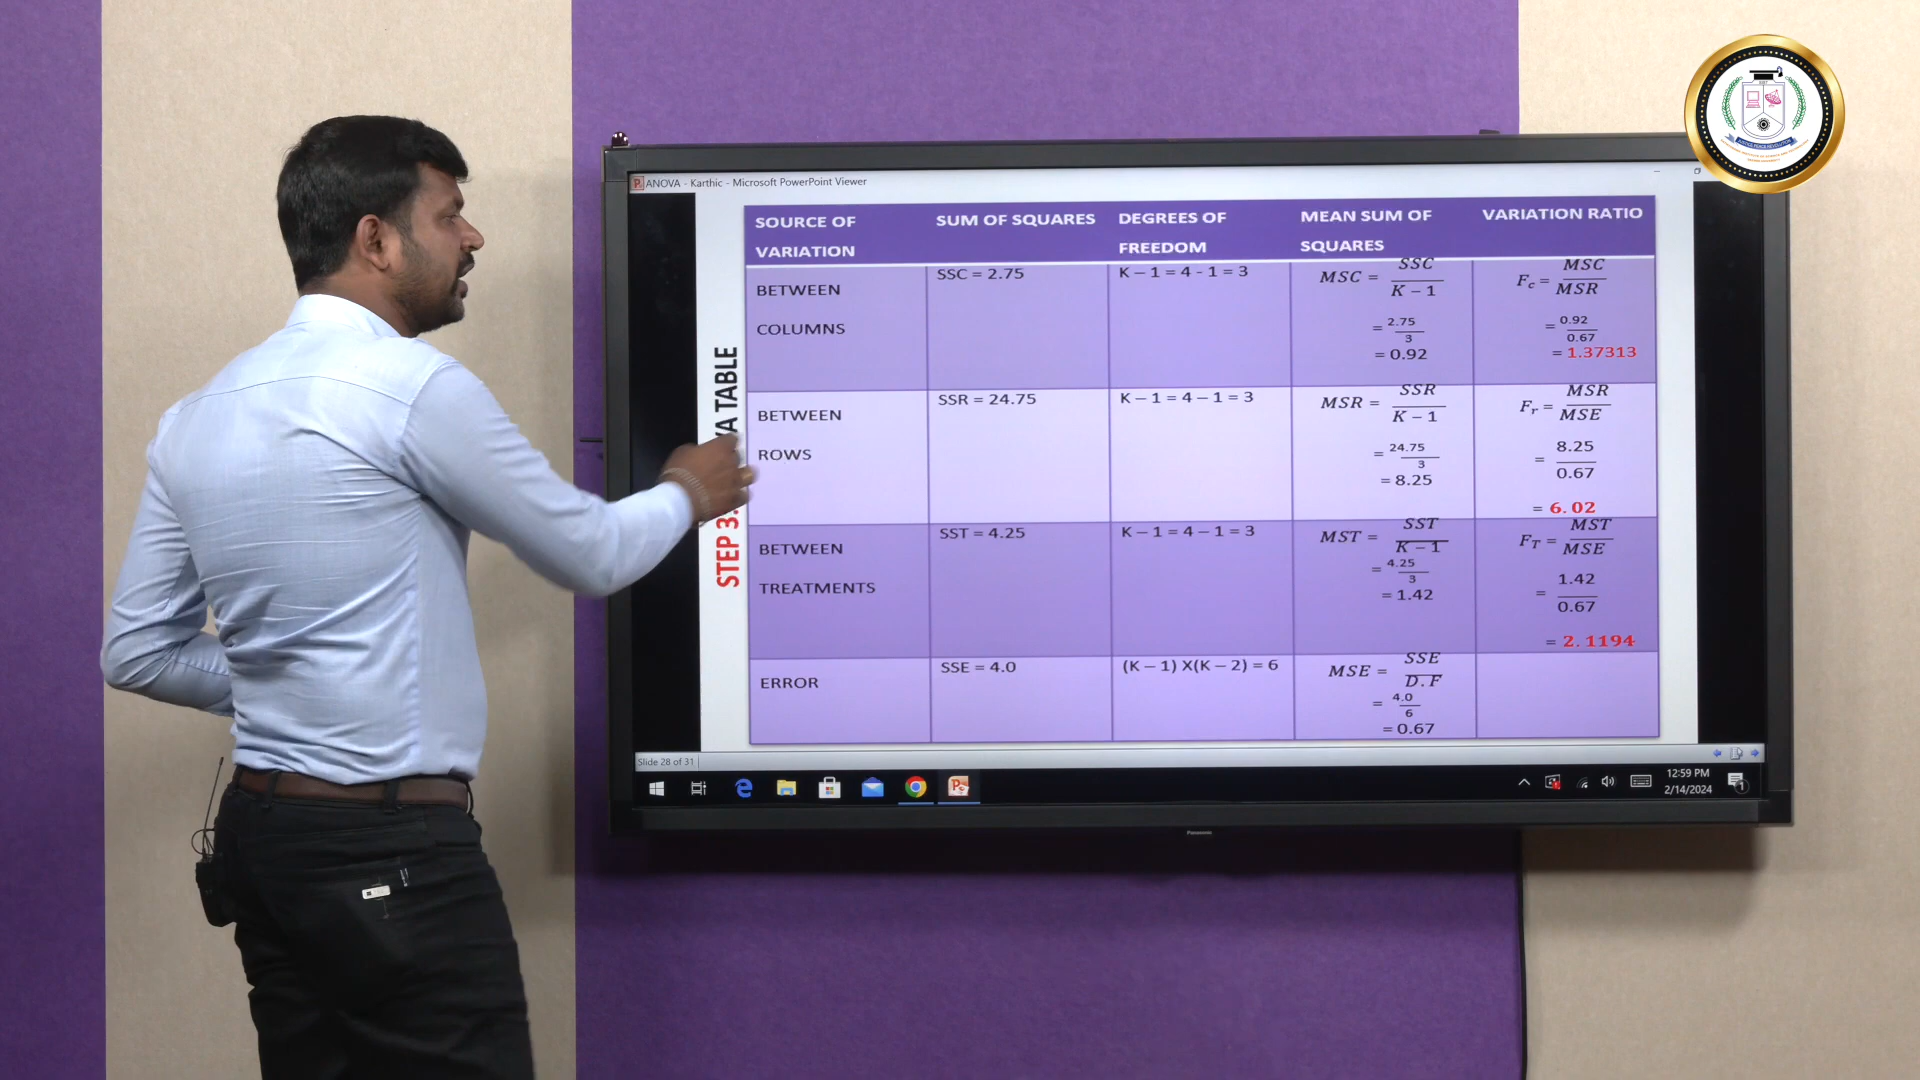 ANOVA - Karthic - Microsoft PowerPoint Viewer
STEP 3. VA TABLE
SOURCE OF VARIATION
SUM OF SQUARES
DEGREES OF FREEDOM
MEAN SUM OF SQUARES
VARIATION RATIO
BETWEEN COLUMNS
SSC = 2.75
K – 1 = 4 - 1 = 3
MSC = SSC / K – 1
= 2.75 / 3
= 0.92
Fc = MSC / MSR
= 0.92 / 0.67
= 1.37313
BETWEEN ROWS
SSR = 24.75
K – 1 = 4 – 1 = 3
MSR = SSR / K – 1
= 24.75 / 3
= 8.25
Fr = MSR / MSE
= 8.25 / 0.67
= 6.02
BETWEEN TREATMENTS
SST = 4.25
K – 1 = 4 – 1 = 3
MST = SST / K – 1
= 4.25 / 3
= 1.42
FT = MST / MSE
= 1.42 / 0.67
= 2.1194
ERROR
SSE = 4.0
(K – 1) X(K – 2) = 6
MSE = SSE / D.F
= 4.0 / 6
= 0.67
Slide 28 of 31
12:59 PM
2/14/2024
Panasonic